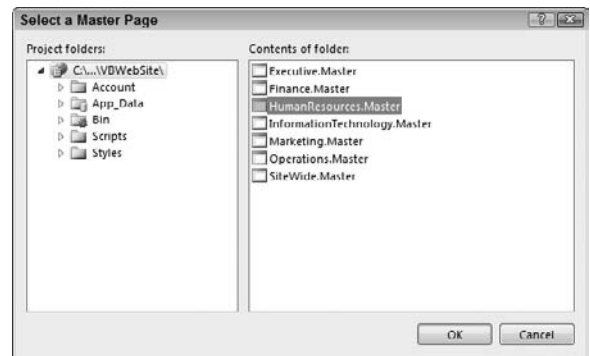 Select a Master Page
Project folders:
C:\...\VBWebSite\
Account
App_Data
Bin
Scripts
Styles
Contents of folder:
Executive.Master
Finance.Master
HumanResources.Master
InformationTechnology.Master
Marketing.Master
Operations.Master
SiteWide.Master
OK
Cancel